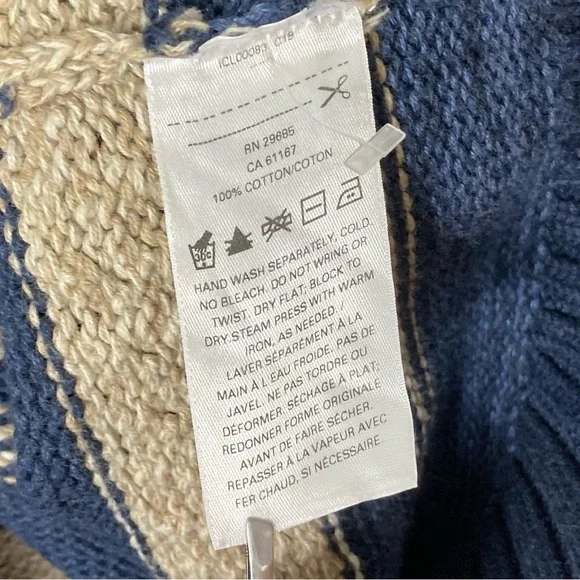 ICL00083 C18
RN 29685
CA 61167
100% COTTON/COTON
abc
HAND WASH SEPARATELY. COLD.
NO BLEACH. DO NOT WRING OR
TWIST. DRY FLAT; BLOCK TO
DRY. STEAM PRESS WITH WARM
IRON, AS NEEDED.
LAVER SÉPARÉMENT À LA
MAIN À L'EAU FROIDE. PAS DE
JAVEL. NE PAS TORDRE OU
DÉFORMER. SÉCHAGE À PLAT;
REDONNER FORME ORIGINALE
AVANT DE FAIRE SÉCHER.
REPASSER À LA VAPEUR AVEC
FER CHAUD, SI NÉCESSAIRE.